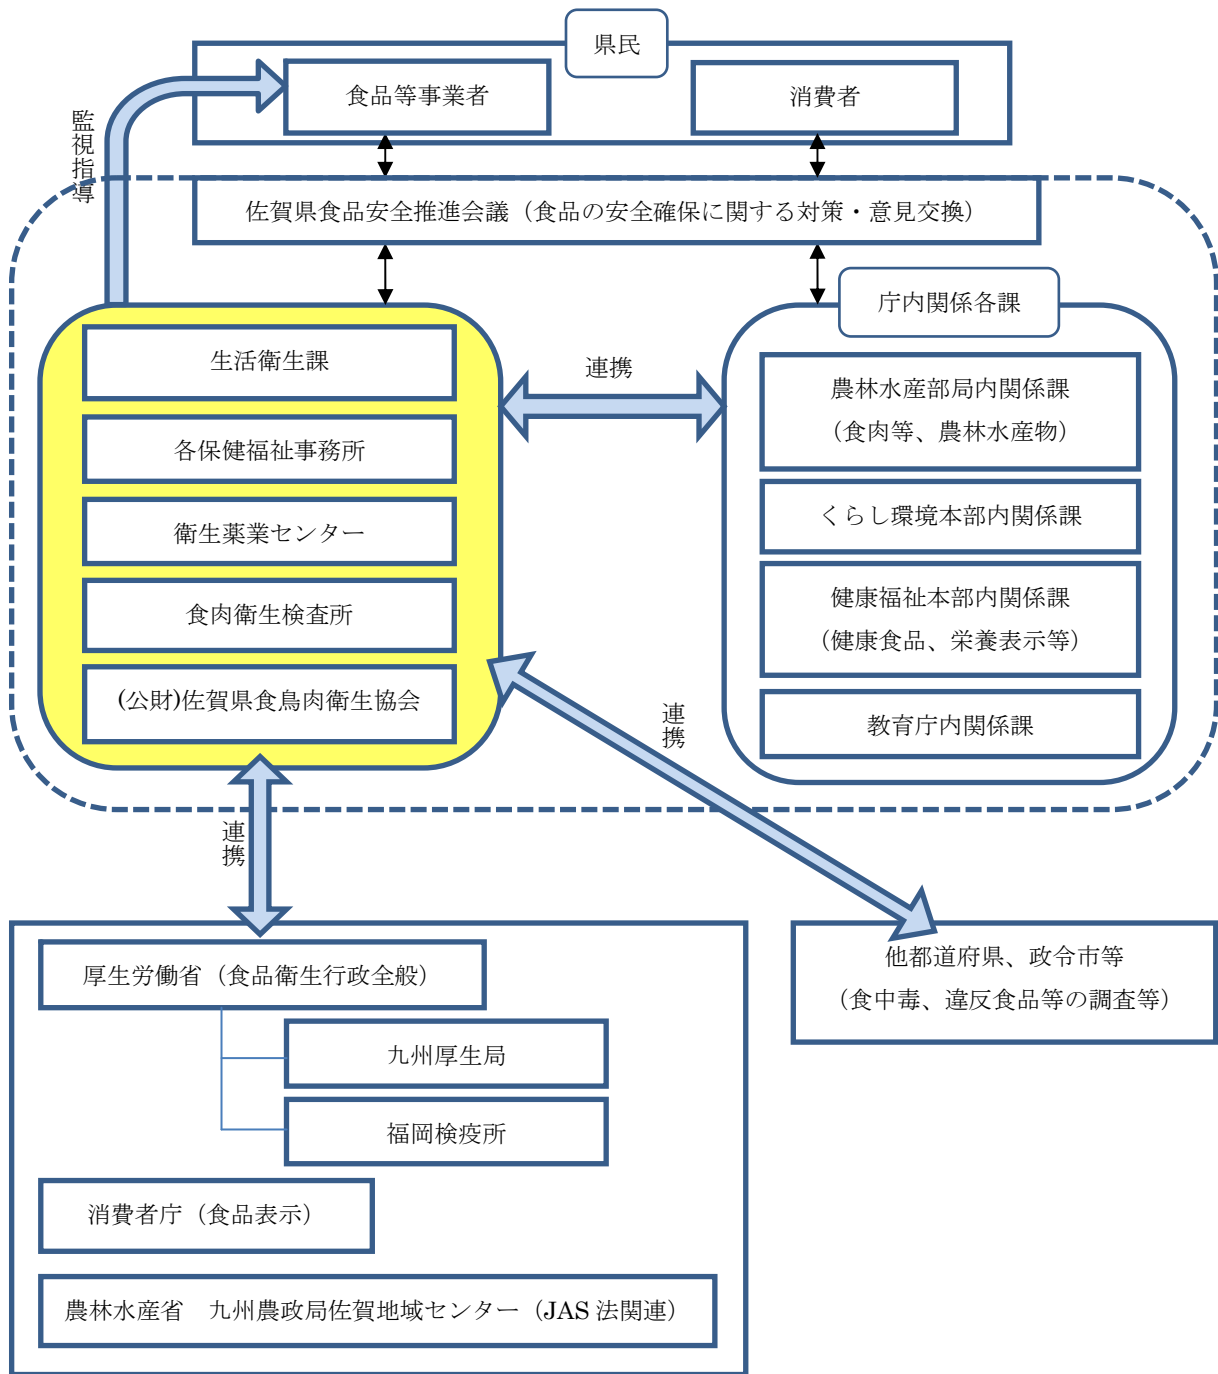 県民
食品等事業者
消費者
監視指導
佐賀県食品安全推進会議（食品の安全確保に関する対策・意見交換）
庁内関係各課
生活衛生課
各保健福祉事務所
衛生薬業センター
食肉衛生検査所
(公財)佐賀県食鳥肉衛生協会
連携
農林水産部局内関係課
（食肉等、農林水産物）
くらし環境本部内関係課
健康福祉本部内関係課
（健康食品、栄養表示等）
教育庁内関係課
連携
連携
厚生労働省（食品衛生行政全般）
九州厚生局
福岡検疫所
消費者庁（食品表示）
農林水産省　九州農政局佐賀地域センター（JAS 法関連）
他都道府県、政令市等
（食中毒、違反食品等の調査等）